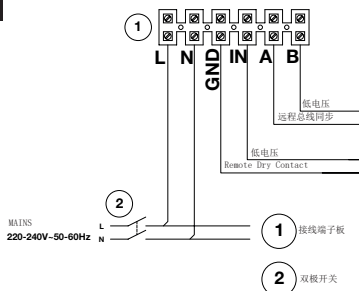 1
L N GND IN A B
低电压
远程总线同步
低电压
Remote Dry Contact
2
MAINS
220-240V~50-60Hz
L
N
1 接线端子板
2 双极开关